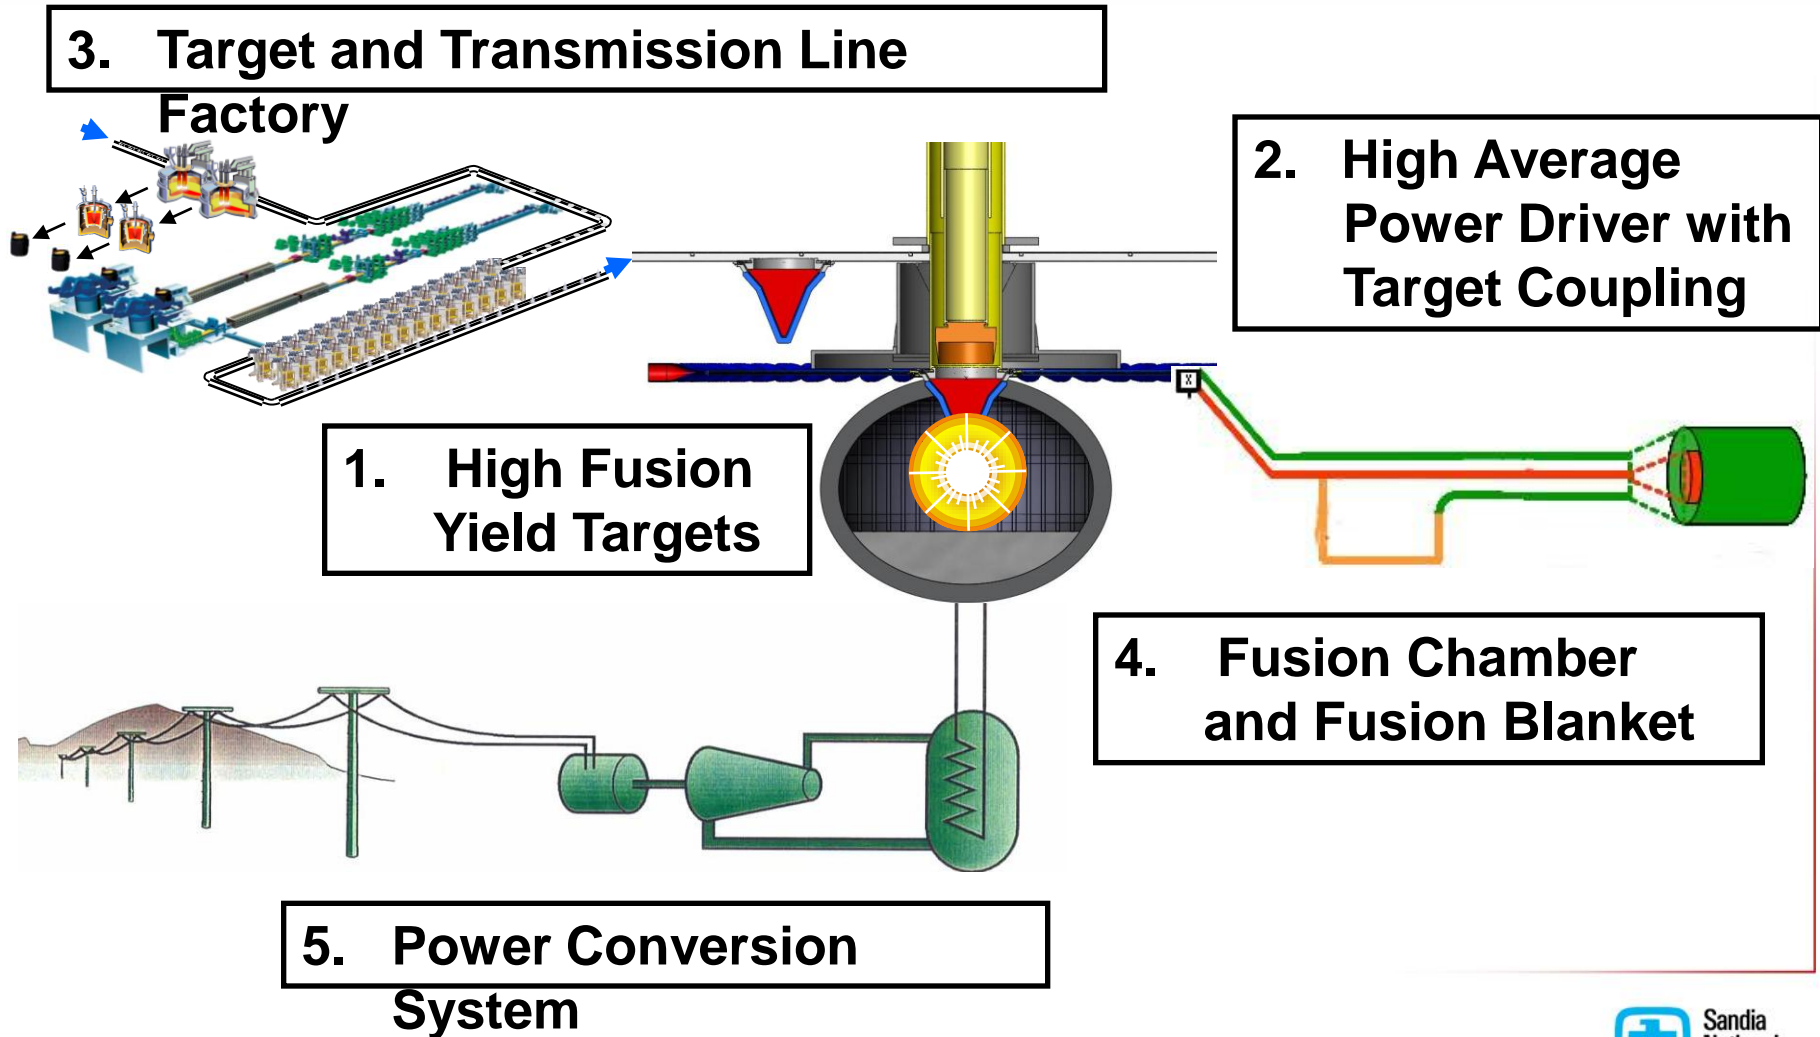 3. Target and Transmission Line
Factory
2. High Average
Power Driver with
Target Coupling
1. High Fusion
Yield Targets
4. Fusion Chamber
and Fusion Blanket
5. Power Conversion
System
Sandia